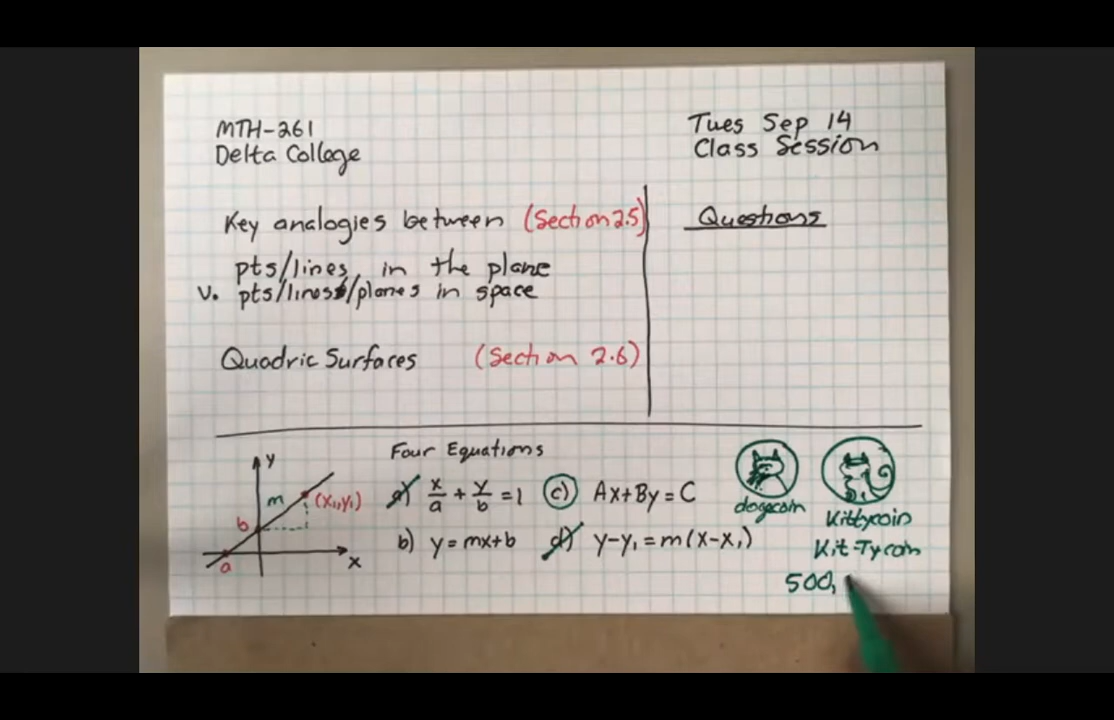 MTH-261
Delta College
Tues Sep 14
Class Session
Key analogies between (Section 2.5)
pts/lines in the plane
v. pts/lines/planes in space
Quadric Surfaces (Section 2.6)
Questions
Four Equations
y
m
(x₁,y₁)
b
a
x
a) x/a + y/b = 1
b) y = mx+b
c) Ax+By = C
d) y-y₁ = m(x-x₁)
dogecoin
Kittycoin
Kit-Tycoin
500,